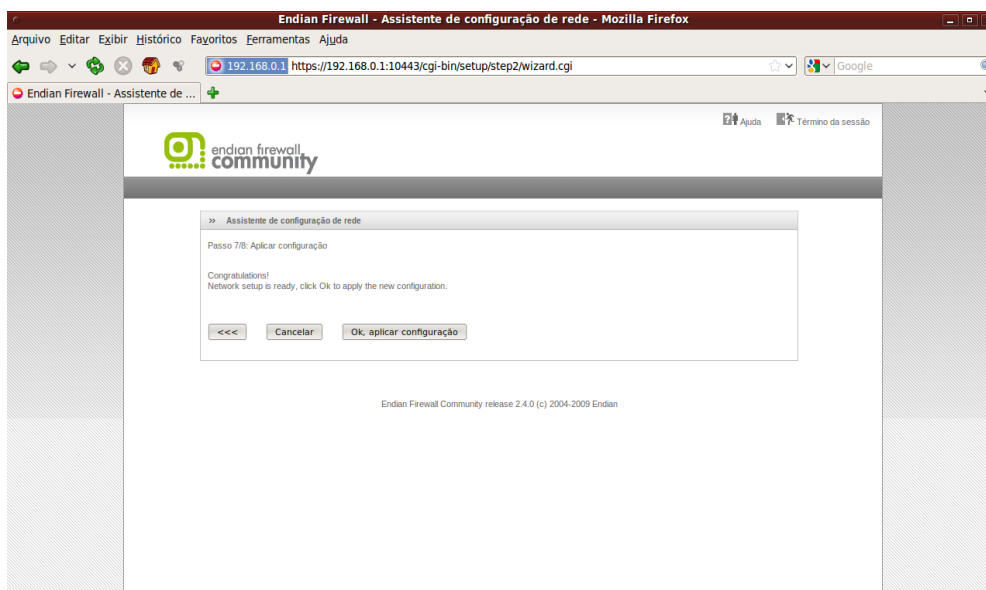 Endian Firewall - Assistente de configuração de rede - Mozilla Firefox
Arquivo Editar Exibir Histórico Favoritos Ferramentas Ajuda
192.168.0.1 https://192.168.0.1:10443/cgi-bin/setup/step2/wizard.cgi
Google
Endian Firewall - Assistente de ...
Ajuda
Término da sessão
endian firewall
community
>> Assistente de configuração de rede
Passo 7/8: Aplicar configuração
Congratulations!
Network setup is ready, click Ok to apply the new configuration.
<<< Cancelar Ok, aplicar configuração
Endian Firewall Community release 2.4.0 (c) 2004-2009 Endian